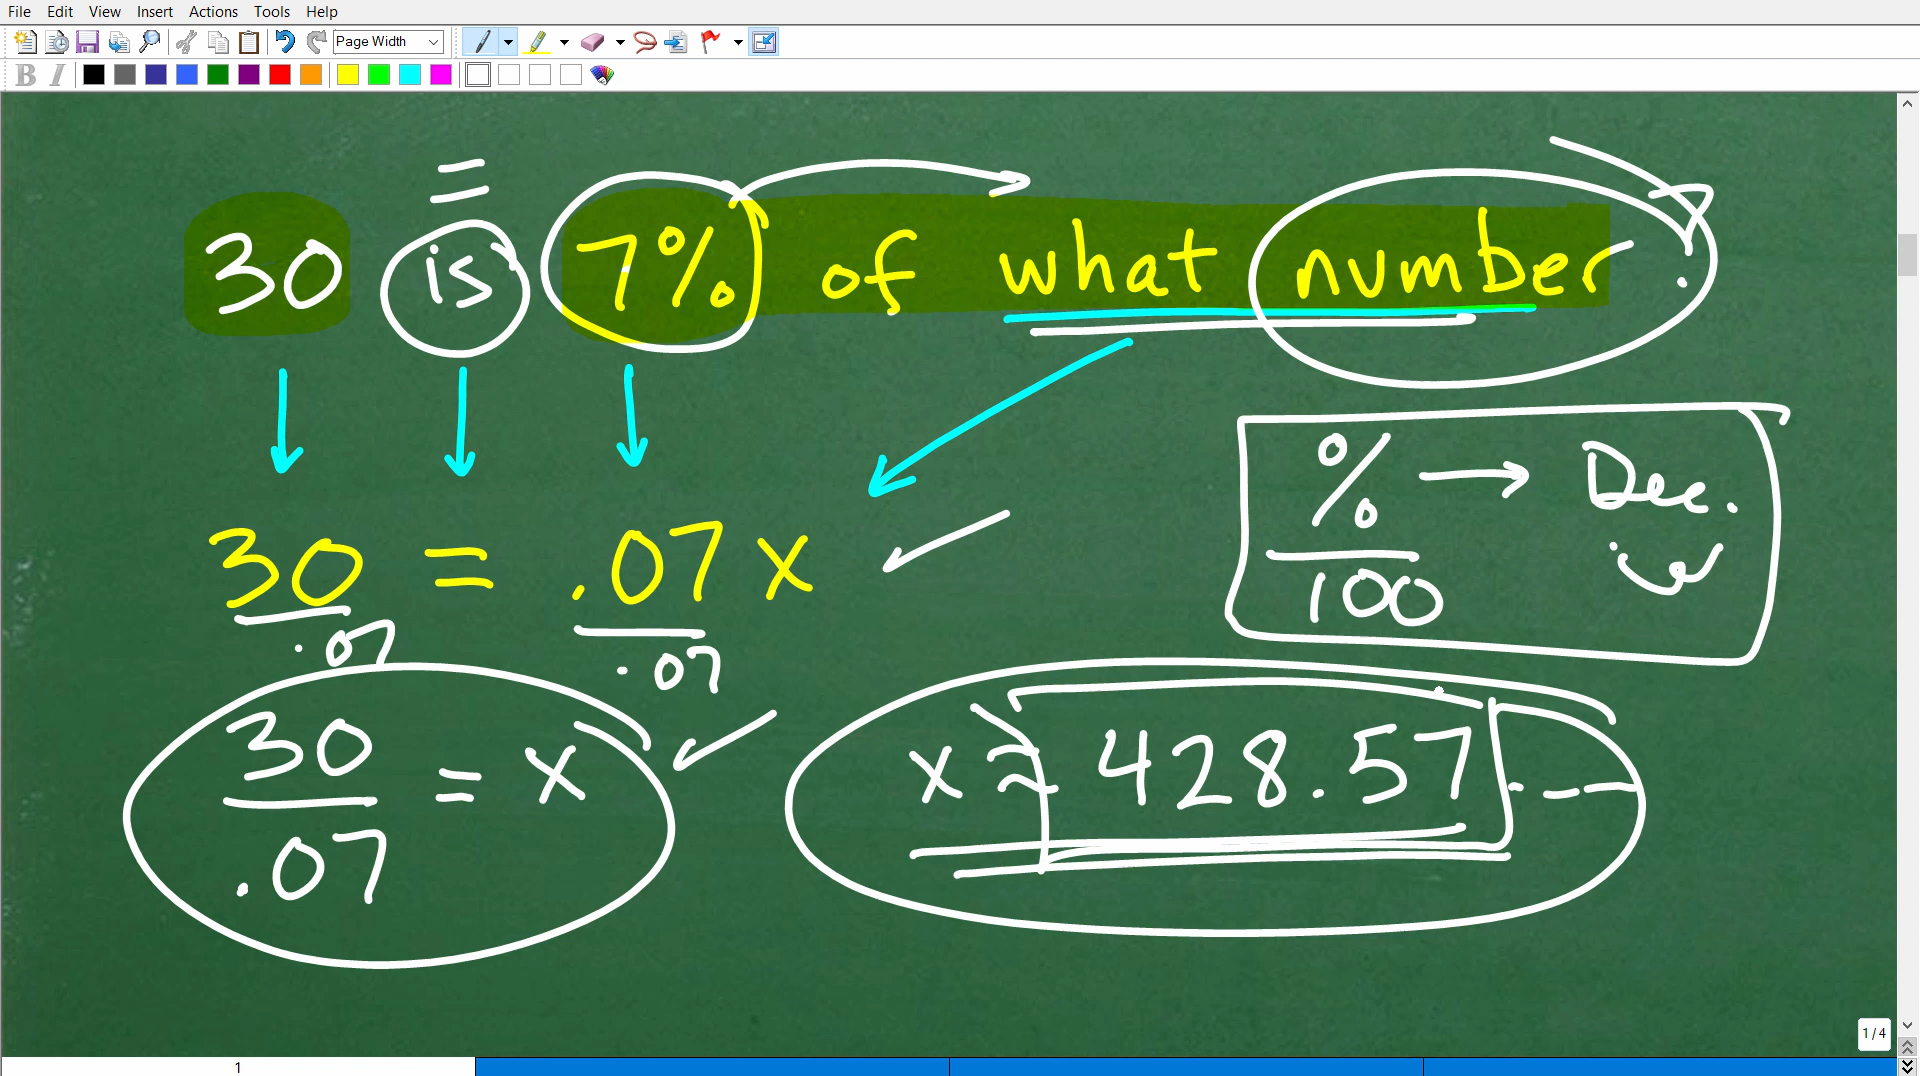 File Edit View Insert Actions Tools Help
Page Width
B I
=
30 is 7% of what number.
30 = .07x
.07 .07
% → Dec.
100
30 = x
.07
x ≈ 428.57---
1 / 4
1